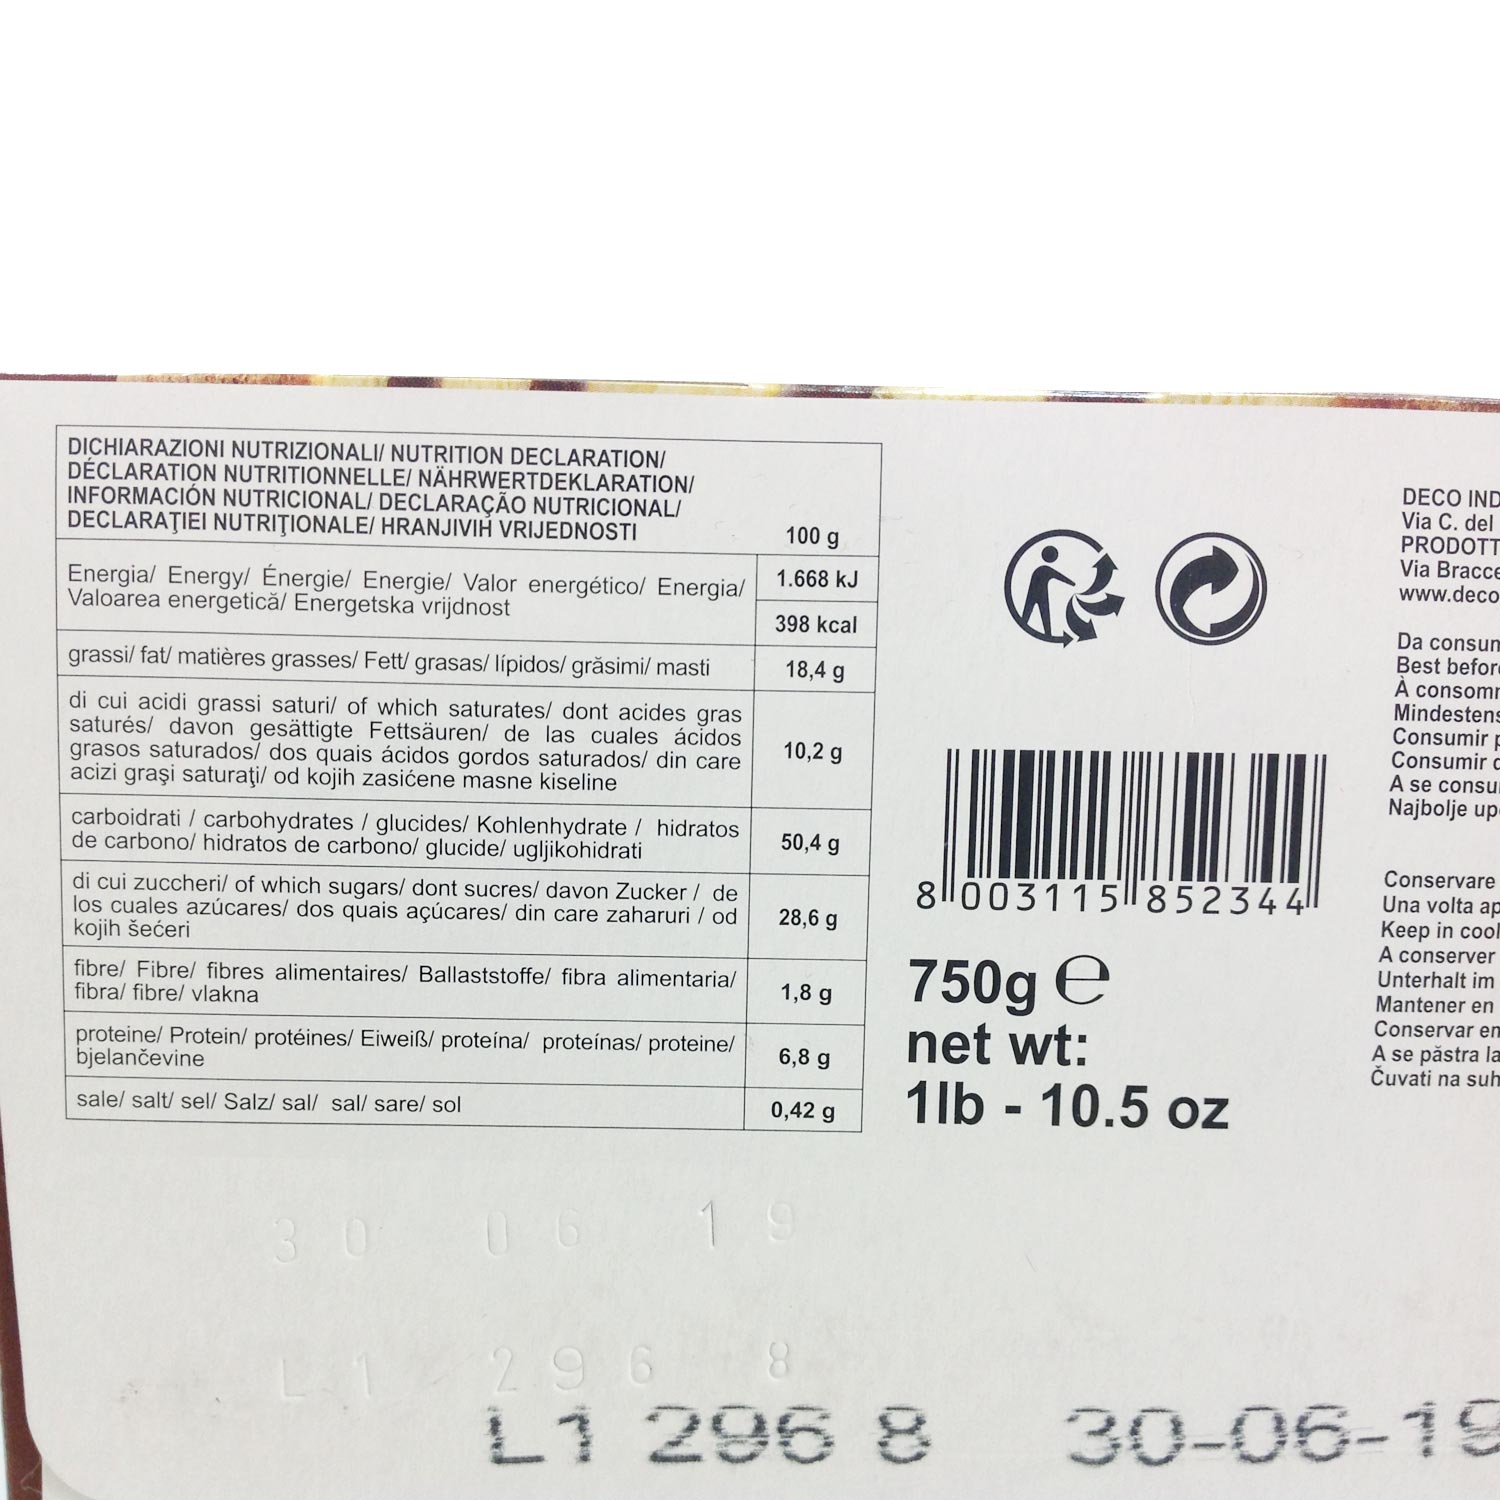 DICHIARAZIONI NUTRIZIONALI/ NUTRITION DECLARATION/
DÉCLARATION NUTRITIONNELLE/ NÄHRWERTDEKLARATION/
INFORMACIÓN NUTRICIONAL/ DECLARAÇÃO NUTRICIONAL/
DECLARAŢIEI NUTRIŢIONALE/ HRANJIVIH VRIJEDNOSTI
100 g
Energia/ Energy/ Énergie/ Energie/ Valor energético/ Energia/
Valoarea energetică/ Energetska vrijdnost
1.668 kJ
398 kcal
grassi/ fat/ matières grasses/ Fett/ grasas/ lípidos/ grăsimi/ masti
18,4 g
di cui acidi grassi saturi/ of which saturates/ dont acides gras
saturés/ davon gesättigte Fettsäuren/ de las cuales ácidos
grasos saturados/ dos quais ácidos gordos saturados/ din care
acizi graşi saturaţi/ od kojih zasićene masne kiseline
10,2 g
carboidrati / carbohydrates / glucides/ Kohlenhydrate / hidratos
de carbono/ hidratos de carbono/ glucide/ ugljikohidrati
50,4 g
di cui zuccheri/ of which sugars/ dont sucres/ davon Zucker / de
los cuales azúcares/ dos quais açúcares/ din care zaharuri / od
kojih šećeri
28,6 g
fibre/ Fibre/ fibres alimentaires/ Ballaststoffe/ fibra alimentaria/
fibra/ fibre/ vlakna
1,8 g
proteine/ Protein/ protéines/ Eiweiß/ proteína/ proteínas/ proteine/
bjelančevine
6,8 g
sale/ salt/ sel/ Salz/ sal/ sal/ sare/ sol
0,42 g
8 003115 852344
750g e
net wt:
1lb - 10.5 oz
DECO IND
Via C. del
PRODOTT
Via Bracce
www.deco
Da consum
Best before
À consomm
Mindestens
Consumir p
Consumir
A se consu
Najbolje up
Conservare
Una volta ap
Keep in cool
A conserver
Unterhalt im
Mantener en
Conservar en
A se păstra la
Čuvati na suh
30 06 19
L1 296 8
L1 296 8 30-06-19